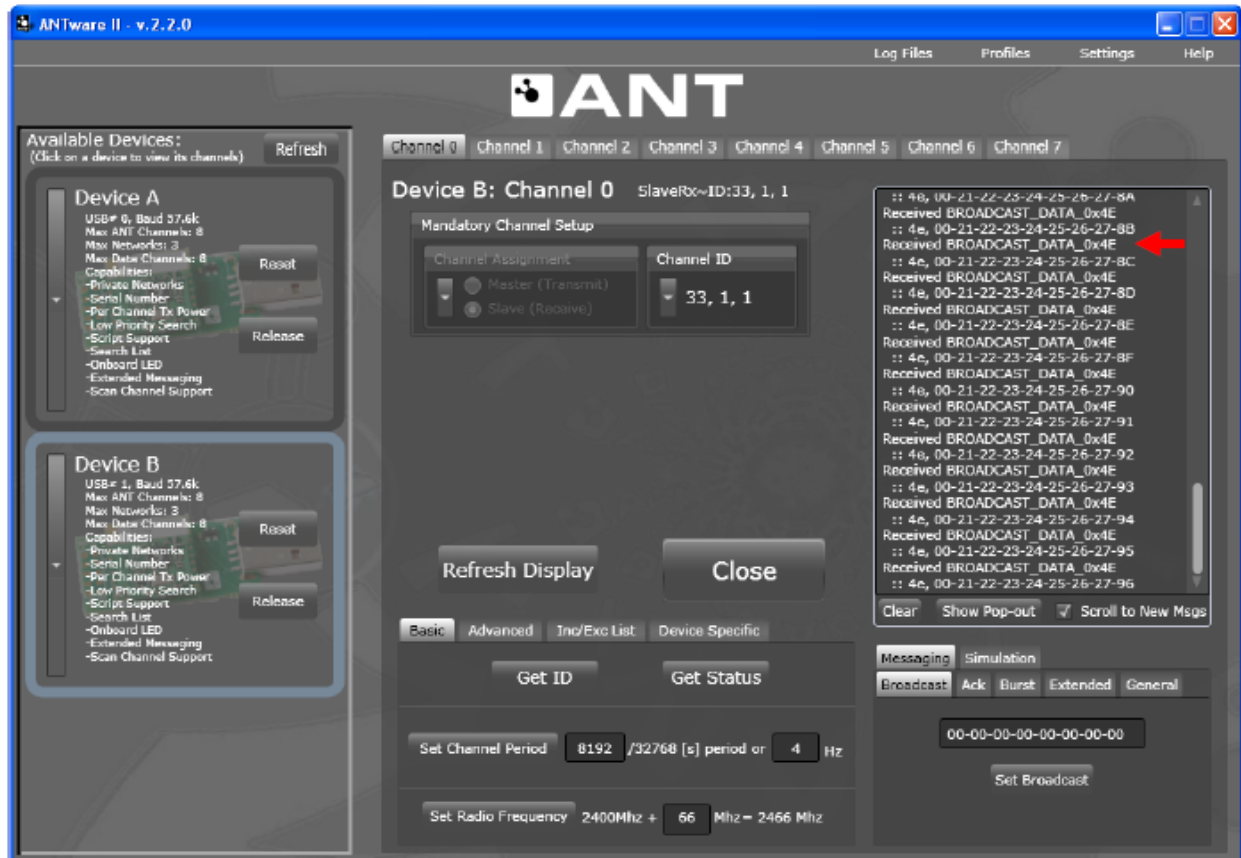 ANTware II - v.2.2.0
Log Files Profiles Settings Help
ANT
Available Devices:
(Click on a device to view its channels)
Refresh
Device A
USB# 0, Baud 57.6k
Max ANT Channels: 8
Max Networks: 3
Max Data Channels: 8
Capabilities:
-Private Networks
-Serial Number
-Per Channel Tx Power
-Low Priority Search
-Script Support
-Search List
-Onboard LED
-Extended Messaging
-Scan Channel Support
Reset
Release
Device B
USB# 1, Baud 57.6k
Max ANT Channels: 8
Max Networks: 3
Max Data Channels: 8
Capabilities:
-Private Networks
-Serial Number
-Per Channel Tx Power
-Low Priority Search
-Script Support
-Search List
-Onboard LED
-Extended Messaging
-Scan Channel Support
Reset
Release
Channel 0 Channel 1 Channel 2 Channel 3 Channel 4 Channel 5 Channel 6 Channel 7
Device B: Channel 0 SlaveRx~ID:33, 1, 1
Mandatory Channel Setup
Channel Assignment
Master (Transmit)
Slave (Receive)
Channel ID
33, 1, 1
Refresh Display
Close
Basic Advanced Inc/Exc List Device Specific
Get ID Get Status
Set Channel Period 8192 /32768 [s] period or 4 Hz
Set Radio Frequency 2400Mhz + 66 Mhz= 2466 Mhz
:: 4e, 00-21-22-23-24-25-26-27-8A
Received BROADCAST_DATA_0x4E
:: 4e, 00-21-22-23-24-25-26-27-8B
Received BROADCAST_DATA_0x4E
:: 4e, 00-21-22-23-24-25-26-27-8C
Received BROADCAST_DATA_0x4E
:: 4e, 00-21-22-23-24-25-26-27-8D
Received BROADCAST_DATA_0x4E
:: 4e, 00-21-22-23-24-25-26-27-8E
Received BROADCAST_DATA_0x4E
:: 4e, 00-21-22-23-24-25-26-27-8F
Received BROADCAST_DATA_0x4E
:: 4e, 00-21-22-23-24-25-26-27-90
Received BROADCAST_DATA_0x4E
:: 4e, 00-21-22-23-24-25-26-27-91
Received BROADCAST_DATA_0x4E
:: 4e, 00-21-22-23-24-25-26-27-92
Received BROADCAST_DATA_0x4E
:: 4e, 00-21-22-23-24-25-26-27-93
Received BROADCAST_DATA_0x4E
:: 4e, 00-21-22-23-24-25-26-27-94
Received BROADCAST_DATA_0x4E
:: 4e, 00-21-22-23-24-25-26-27-95
Received BROADCAST_DATA_0x4E
:: 4e, 00-21-22-23-24-25-26-27-96
Clear Show Pop-out Scroll to New Msgs
Messaging Simulation
Broadcast Ack Burst Extended General
00-00-00-00-00-00-00-00
Set Broadcast